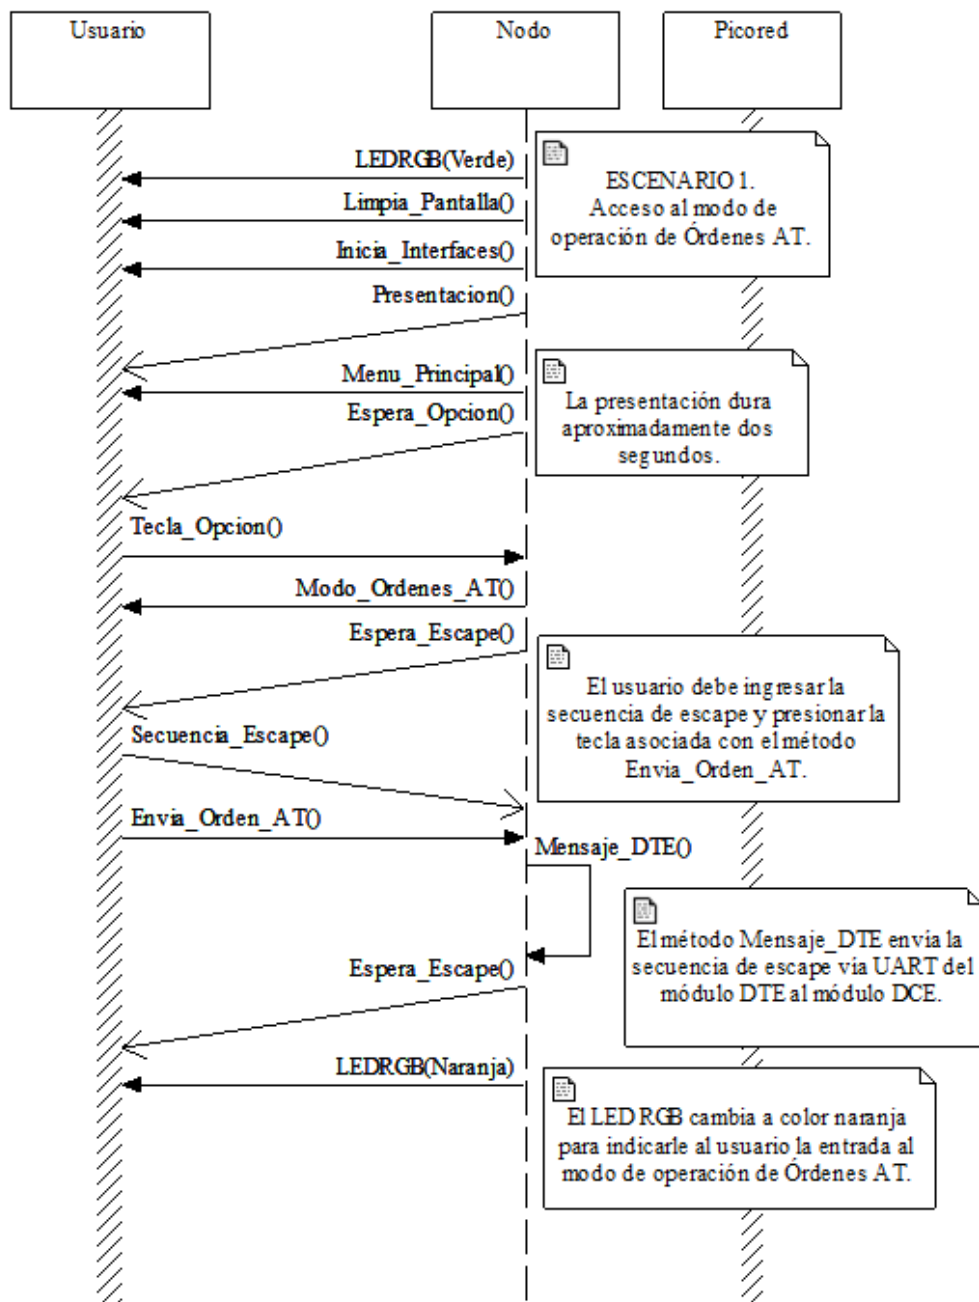 Usuario
Nodo
Picored
LEDRGB(Verde)
Limpia_Pantalla()
Inicia_Interfaces()
Presentacion()
ESCENARIO 1.
Acceso al modo de
operación de Órdenes AT.
Menu_Principal()
Espera_Opcion()
La presentación dura
aproximadamente dos
segundos.
Tecla_Opcion()
Modo_Ordenes_AT()
Espera_Escape()
El usuario debe ingresar la
secuencia de escape y presionar la
tecla asociada con el método
Envia_Orden_AT.
Secuencia_Escape()
Envia_Orden_AT()
Mensaje_DTE()
El método Mensaje_DTE envía la
secuencia de escape vía UART del
módulo DTE al módulo DCE.
Espera_Escape()
LEDRGB(Naranja)
El LED RGB cambia a color naranja
para indicarle al usuario la entrada al
modo de operación de Órdenes AT.